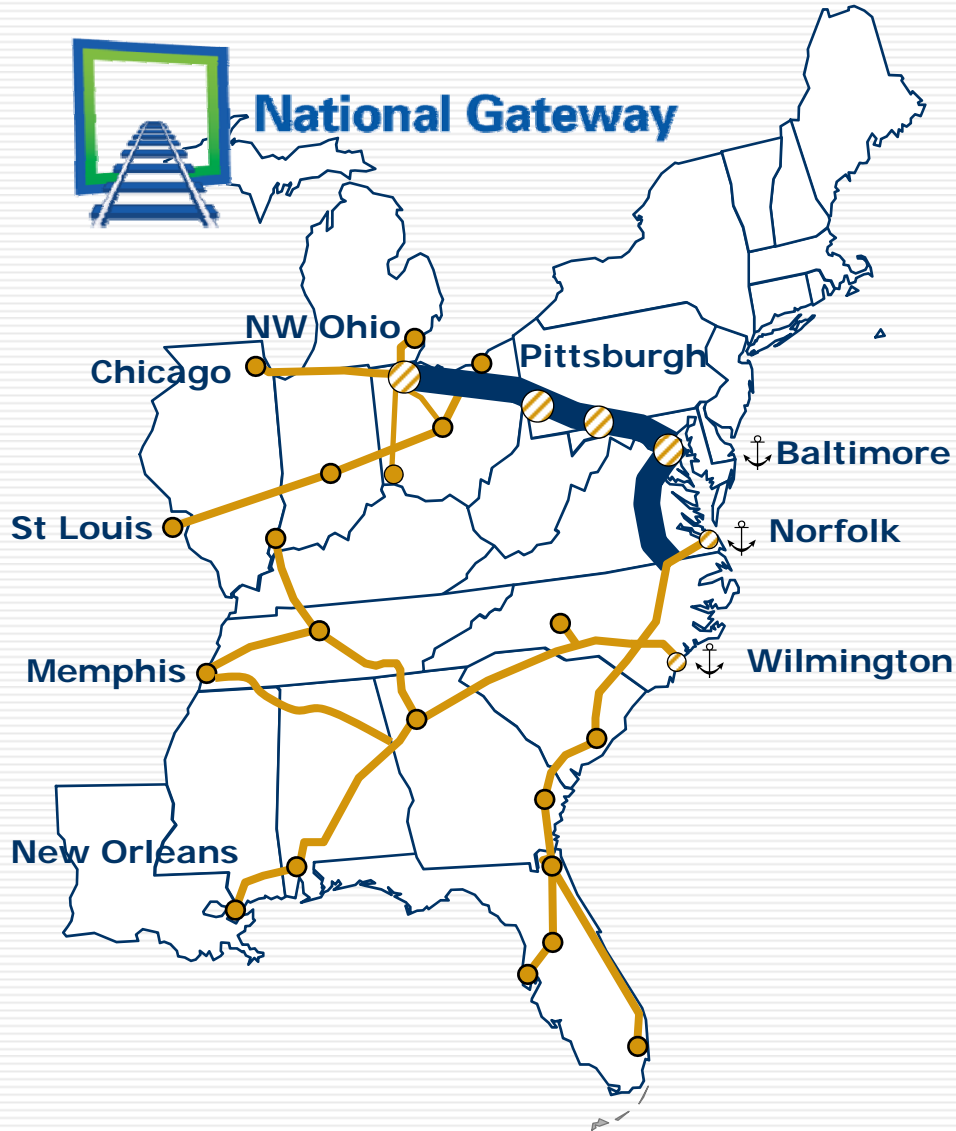 National Gateway
NW Ohio
Pittsburgh
Chicago
Baltimore
St Louis
Norfolk
Memphis
Wilmington
New Orleans